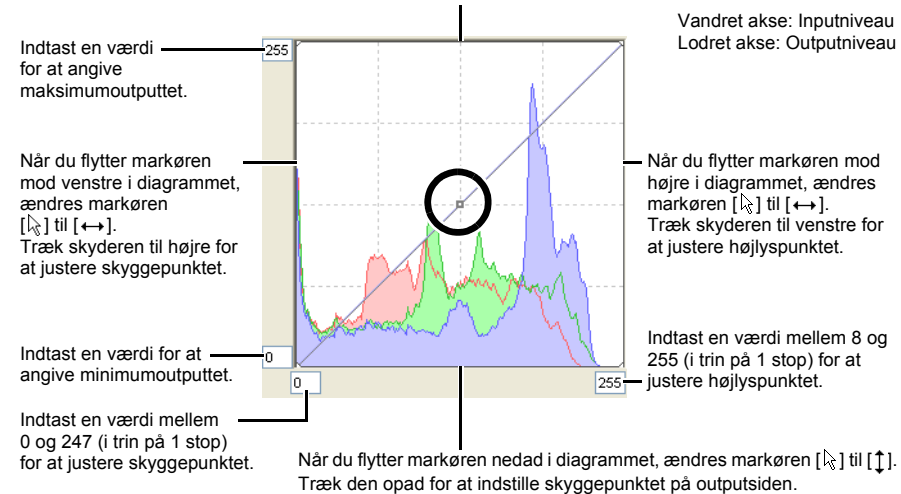 Vandret akse: Inputniveau
Lodret akse: Outputniveau
Indtast en værdi
for at angive
maksimumoutputtet.
255
Når du flytter markøren
mod venstre i diagrammet,
ændres markøren
[ ] til [↔].
Træk skyderen til højre for
at justere skyggepunktet.
Når du flytter markøren mod
højre i diagrammet, ændres
markøren [ ] til [↔].
Træk skyderen til venstre for
at justere højlyspunktet.
Indtast en værdi for at
angive minimumoutputtet.
0
0
255
Indtast en værdi mellem 8 og
255 (i trin på 1 stop) for at
justere højlyspunktet.
Indtast en værdi mellem
0 og 247 (i trin på 1 stop)
for at justere skyggepunktet.
Når du flytter markøren nedad i diagrammet, ændres markøren [ ] til [↕].
Træk den opad for at indstille skyggepunktet på outputsiden.